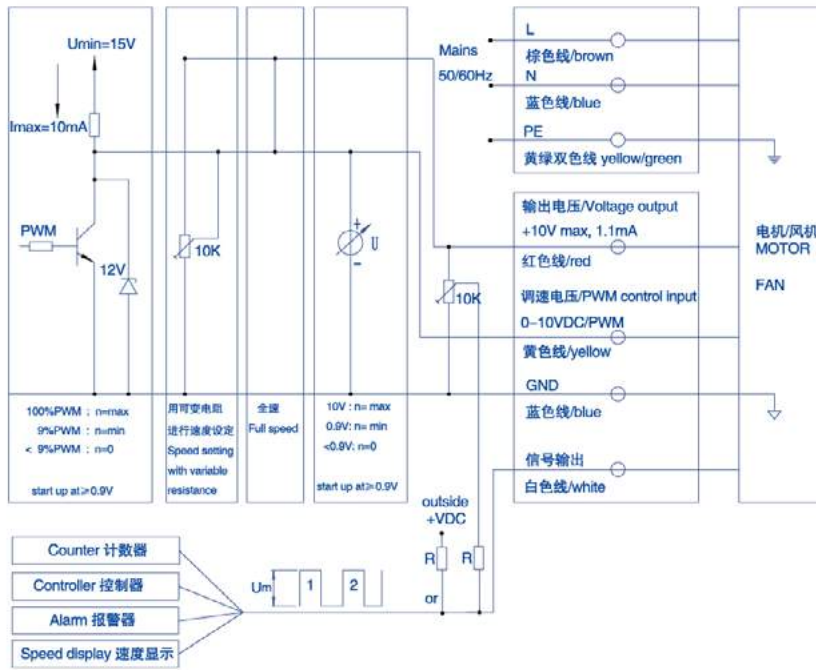 Umin=15V
Imax=10mA
PWM
12V
100%PWM ; n=max
9%PWM ; n=min
< 9%PWM ; n=0
start up at≥0.9V
10K
用可变电阻
进行速度设定
Speed setting
with variable
resistance
全速
Full speed
+
U
−
10V : n= max
0.9V: n= min
<0.9V: n=0
start up at≥0.9V
Mains
50/60Hz
L
棕色线/brown
N
蓝色线/blue
PE
黄绿双色线 yellow/green
输出电压/Voltage output
+10V max, 1.1mA
红色线/red
10K
调速电压/PWM control input
0–10VDC/PWM
黄色线/yellow
GND
蓝色线/blue
信号输出
白色线/white
电机/风机
MOTOR
FAN
outside
+VDC
R
R
or
Um
1
2
Counter 计数器
Controller 控制器
Alarm 报警器
Speed display 速度显示